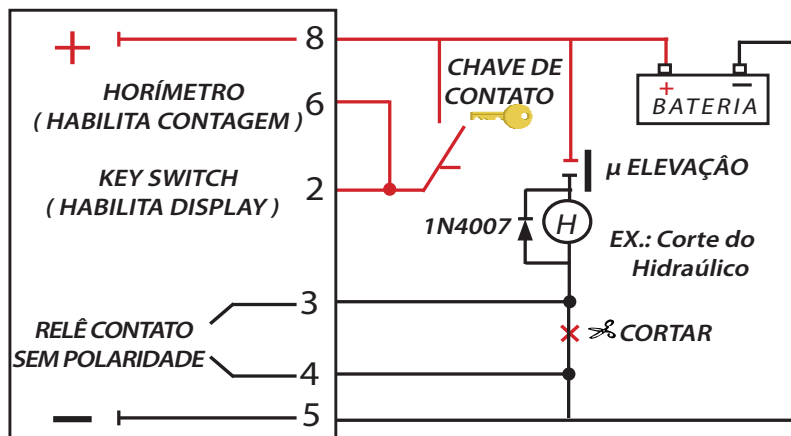 +
8
HORÍMETRO
( HABILITA CONTAGEM )
6
KEY SWITCH
( HABILITA DISPLAY )
2
RELÊ CONTATO
SEM POLARIDADE
3
4
5
CHAVE DE
CONTATO
+
BATERIA
µ ELEVAÇÂO
1N4007
H
EX.: Corte do
Hidraúlico
CORTAR